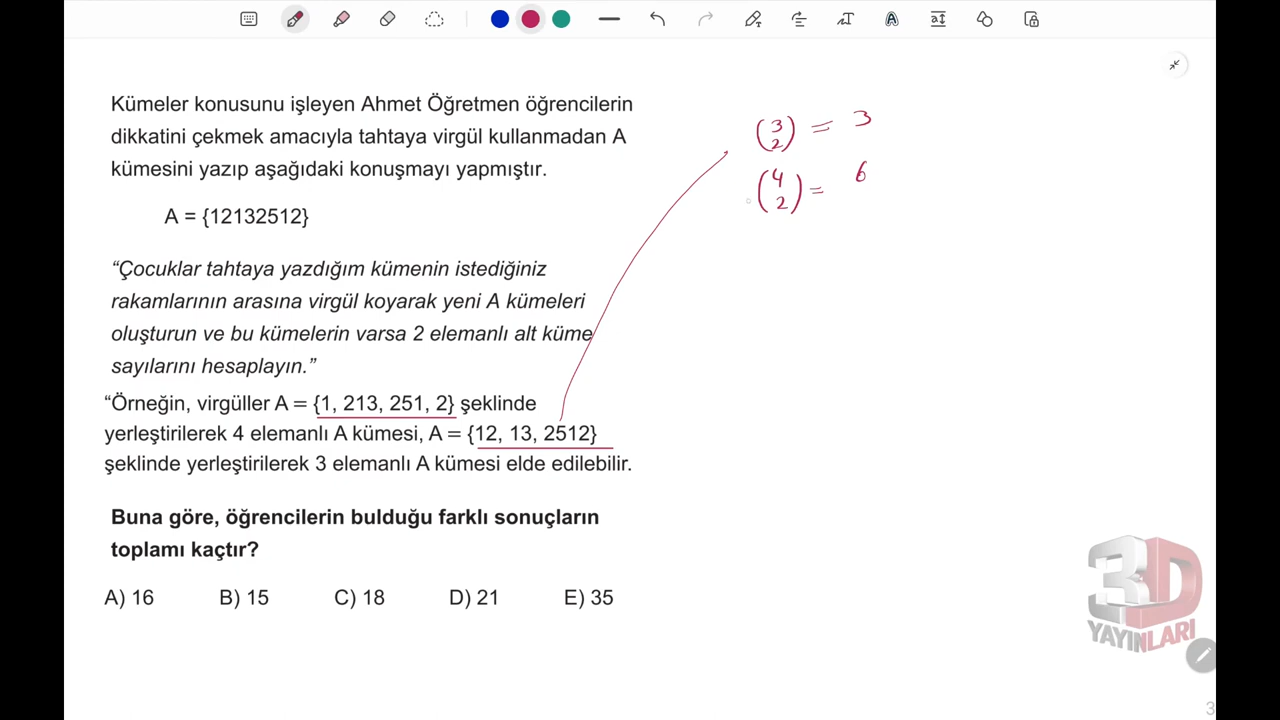 Kümeler konusunu işleyen Ahmet Öğretmen öğrencilerin
dikkatini çekmek amacıyla tahtaya virgül kullanmadan A
kümesini yazıp aşağıdaki konuşmayı yapmıştır.
A = {12132512}
“Çocuklar tahtaya yazdığım kümenin istediğiniz
rakamlarının arasına virgül koyarak yeni A kümeleri
oluşturun ve bu kümelerin varsa 2 elemanlı alt küme
sayılarını hesaplayın.”
“Örneğin, virgüller A = {1, 213, 251, 2} şeklinde
yerleştirilerek 4 elemanlı A kümesi, A = {12, 13, 2512}
şeklinde yerleştirilerek 3 elemanlı A kümesi elde edilebilir.
Buna göre, öğrencilerin bulduğu farklı sonuçların
toplamı kaçtır?
A) 16 B) 15 C) 18 D) 21 E) 35
(3 2) = 3
(4 2) = 6
3D
YAYINLARI
3